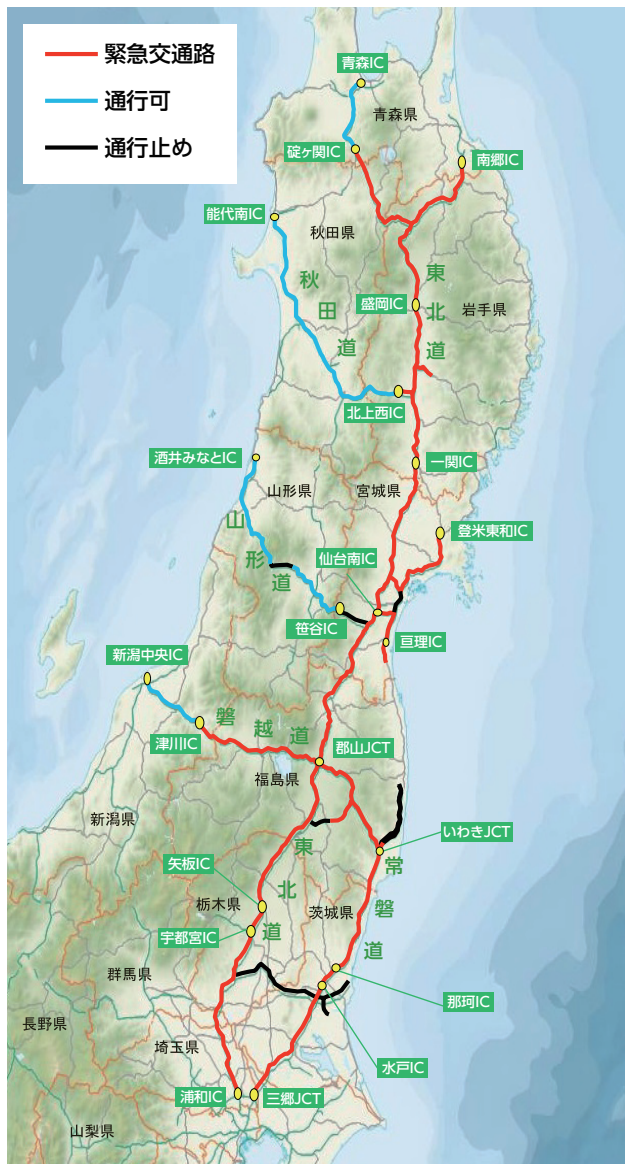 緊急交通路
通行可
通行止め
青森IC
青森県
碇ヶ関IC
南郷IC
能代南IC
秋田県
秋田道
東北道
盛岡IC
岩手県
北上西IC
酒井みなとIC
一関IC
山形県
宮城県
山形道
登米東和IC
仙台南IC
笹谷IC
亘理IC
新潟中央IC
磐越道
津川IC
郡山JCT
福島県
新潟県
いわきJCT
東北道
矢板IC
常磐道
栃木県
茨城県
宇都宮IC
群馬県
那珂IC
長野県
埼玉県
水戸IC
浦和IC
三郷JCT
山梨県